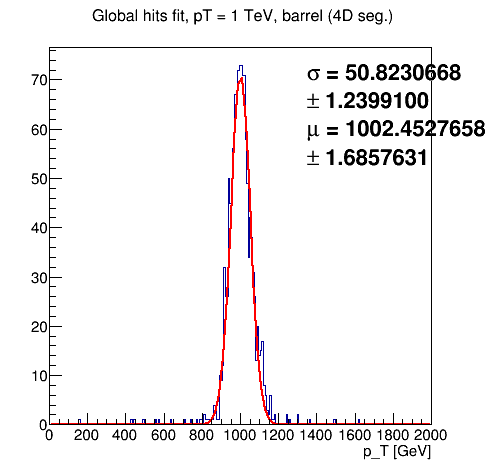 Global hits fit, pT = 1 TeV, barrel (4D seg.)
σ = 50.8230668
± 1.2399100
μ = 1002.4527658
± 1.6857631
70
60
50
40
30
20
10
0
0 200 400 600 800 1000 1200 1400 1600 1800 2000
p_T [GeV]